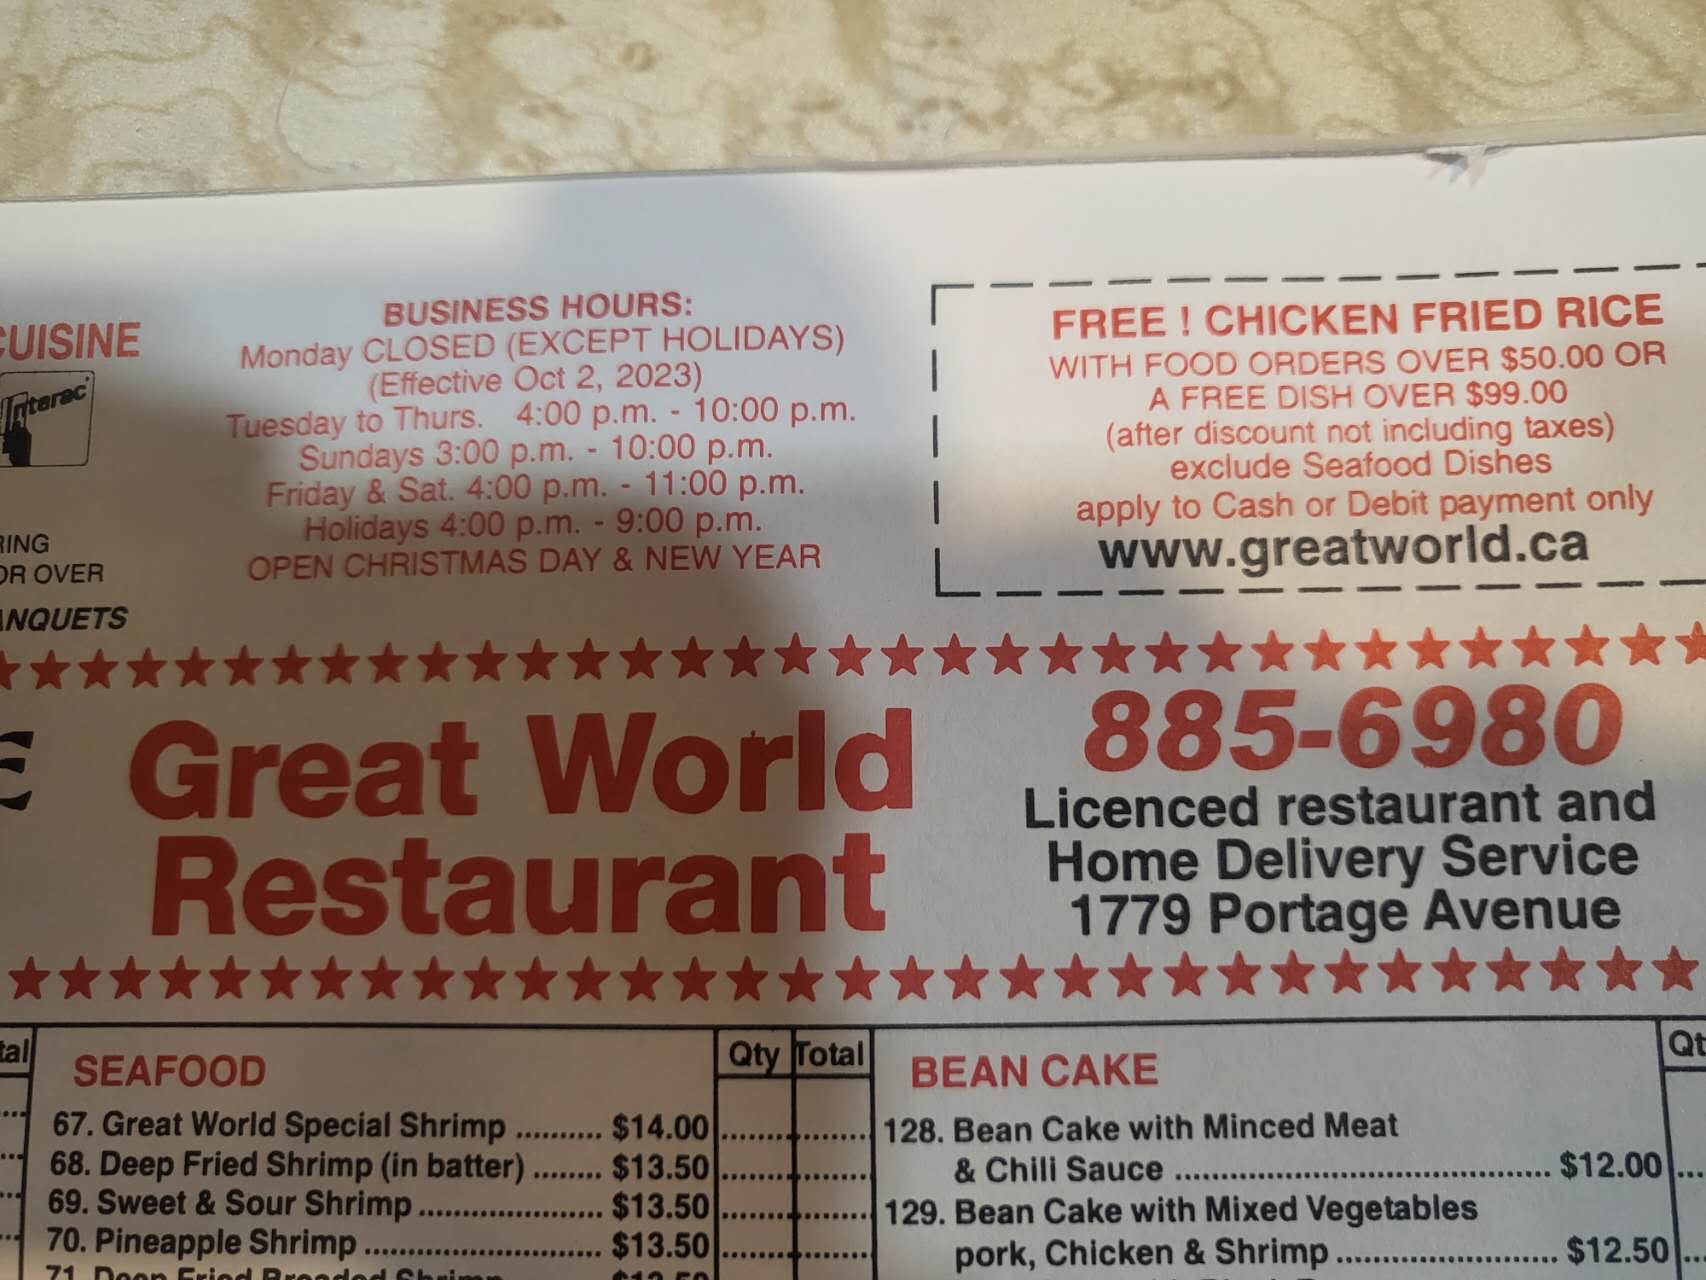 CUISINE
Interac
RING
OR OVER
ANQUETS
BUSINESS HOURS:
Monday CLOSED (EXCEPT HOLIDAYS)
(Effective Oct 2, 2023)
Tuesday to Thurs. 4:00 p.m. - 10:00 p.m.
Sundays 3:00 p.m. - 10:00 p.m.
Friday & Sat. 4:00 p.m. - 11:00 p.m.
Holidays 4:00 p.m. - 9:00 p.m.
OPEN CHRISTMAS DAY & NEW YEAR
FREE ! CHICKEN FRIED RICE
WITH FOOD ORDERS OVER $50.00 OR
A FREE DISH OVER $99.00
(after discount not including taxes)
exclude Seafood Dishes
apply to Cash or Debit payment only
www.greatworld.ca
Great World
Restaurant
885-6980
Licenced restaurant and
Home Delivery Service
1779 Portage Avenue
tal
SEAFOOD Qty Total
67. Great World Special Shrimp .......... $14.00
68. Deep Fried Shrimp (in batter) ........ $13.50
69. Sweet & Sour Shrimp ..................... $13.50
70. Pineapple Shrimp ........................... $13.50
71. Deep Fried Breaded Shrimp
BEAN CAKE Qt
128. Bean Cake with Minced Meat
& Chili Sauce ........................................ $12.00
129. Bean Cake with Mixed Vegetables
pork, Chicken & Shrimp ........................ $12.50